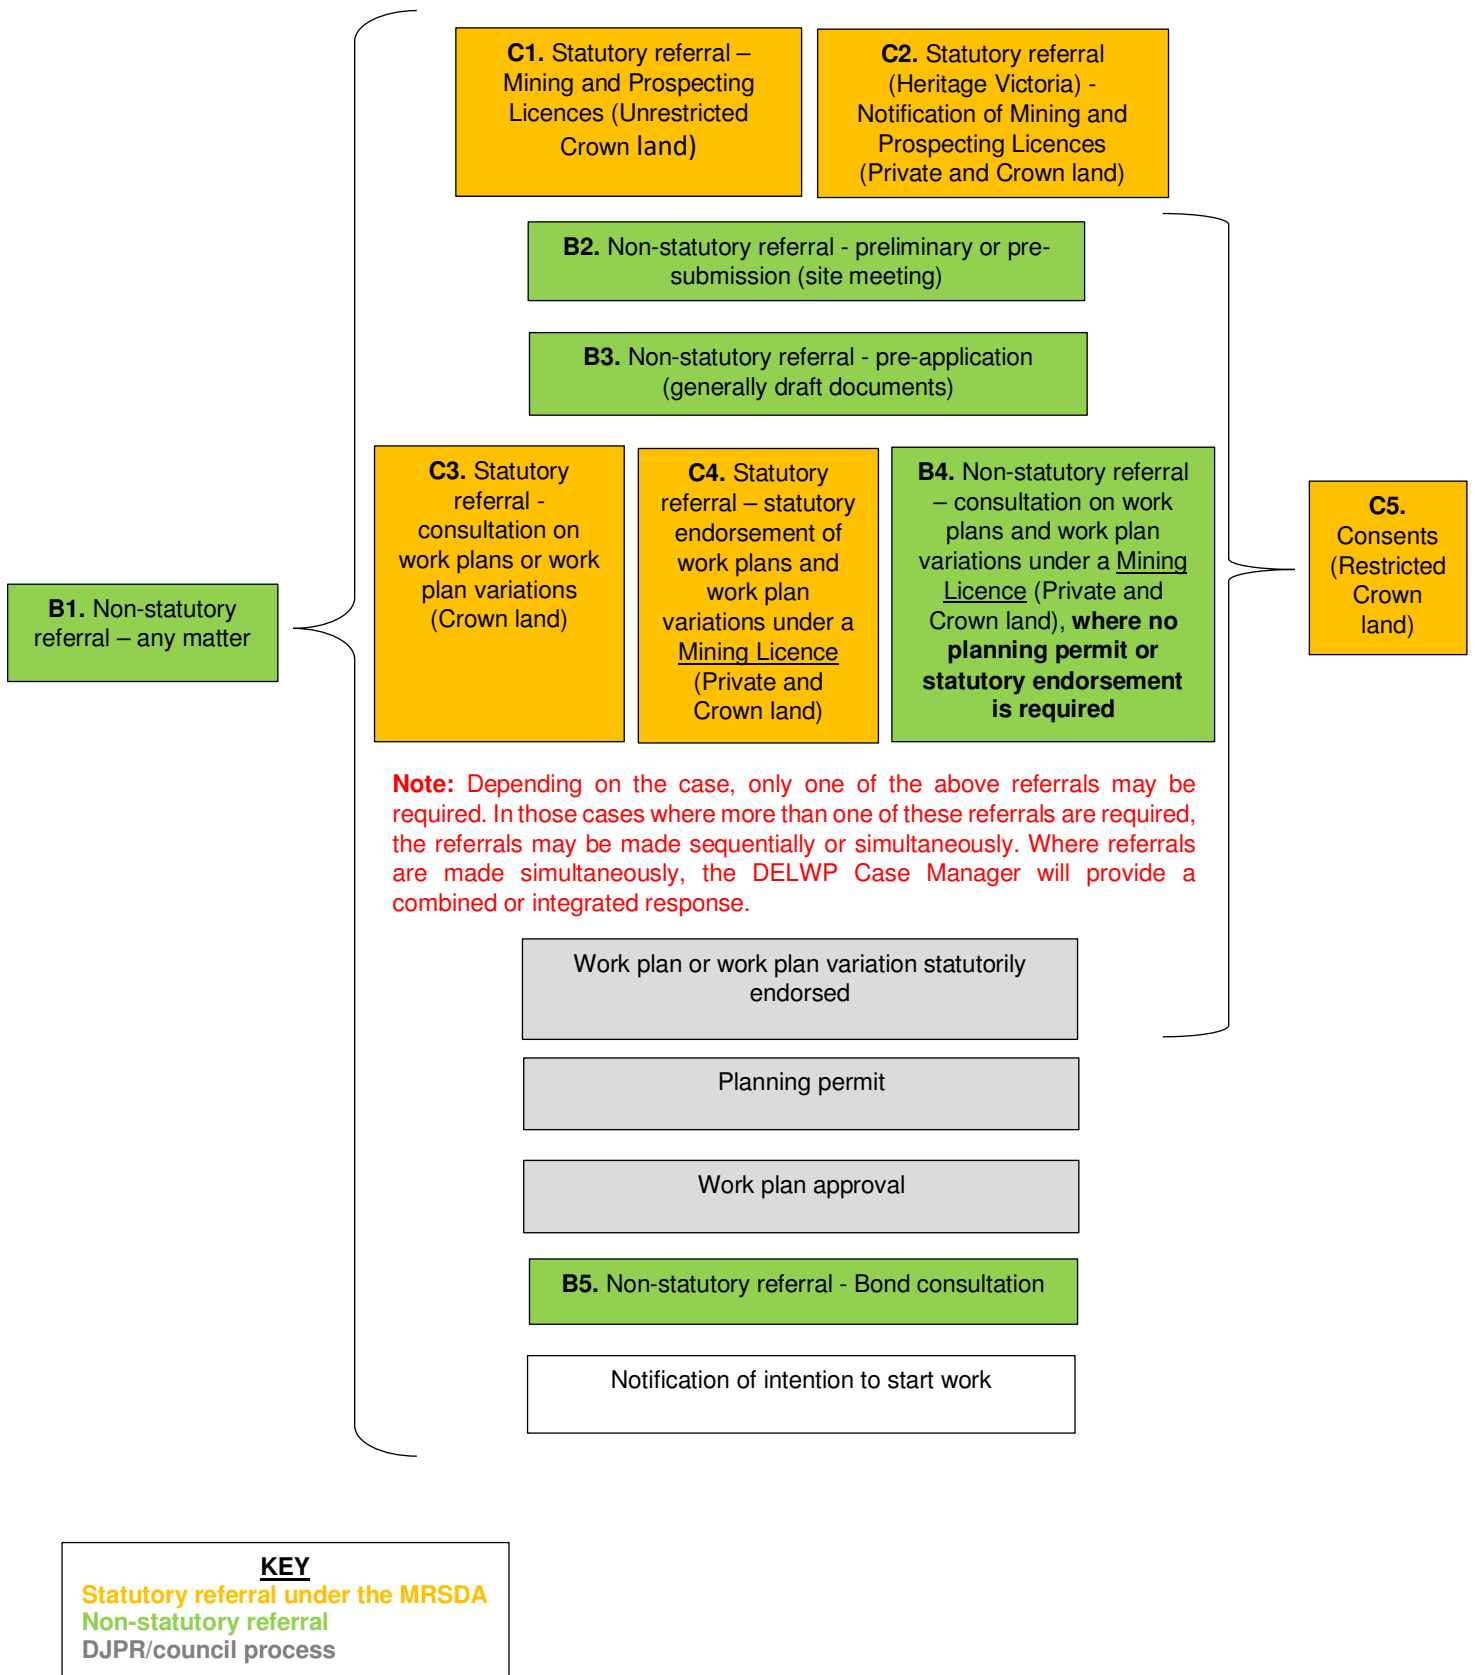 C1. Statutory referral –
Mining and Prospecting
Licences (Unrestricted
Crown land)
C2. Statutory referral
(Heritage Victoria) -
Notification of Mining and
Prospecting Licences
(Private and Crown land)
B2. Non-statutory referral - preliminary or pre-
submission (site meeting)
B3. Non-statutory referral - pre-application
(generally draft documents)
B1. Non-statutory
referral – any matter
C3. Statutory
referral -
consultation on
work plans or work
plan variations
(Crown land)
C4. Statutory
referral – statutory
endorsement of
work plans and
work plan
variations under a
Mining Licence
(Private and
Crown land)
B4. Non-statutory referral
– consultation on work
plans and work plan
variations under a Mining
Licence (Private and
Crown land), where no
planning permit or
statutory endorsement
is required
C5.
Consents
(Restricted
Crown
land)
Note: Depending on the case, only one of the above referrals may be
required. In those cases where more than one of these referrals are required,
the referrals may be made sequentially or simultaneously. Where referrals
are made simultaneously, the DELWP Case Manager will provide a
combined or integrated response.
Work plan or work plan variation statutorily
endorsed
Planning permit
Work plan approval
B5. Non-statutory referral - Bond consultation
Notification of intention to start work
KEY
Statutory referral under the MRSDA
Non-statutory referral
DJPR/council process